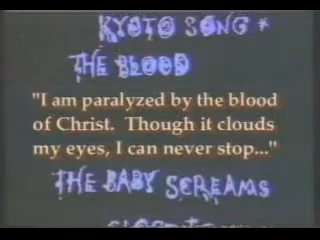 KYOTO SONG *
THE BLOOD
"I am paralyzed by the blood
of Christ. Though it clouds
my eyes, I can never stop..."
THE BABY SCREAMS